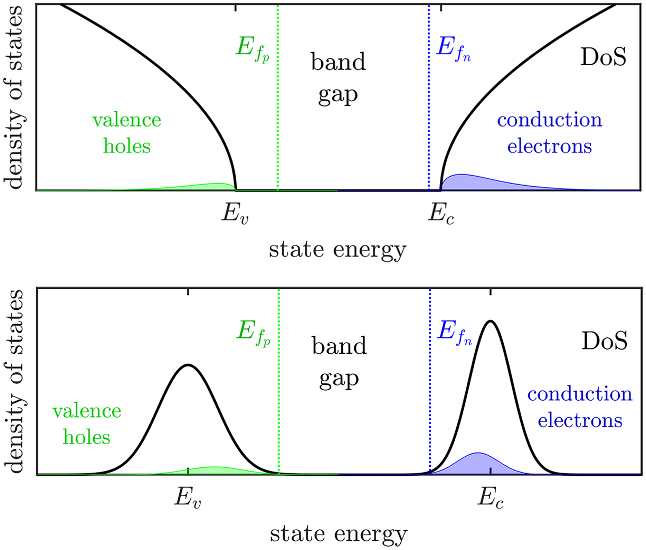 density of states
E_{f_p}
band
gap
E_{f_n}
DoS
valence
holes
conduction
electrons
E_v
E_c
state energy
density of states
E_{f_p}
band
gap
E_{f_n}
DoS
valence
holes
conduction
electrons
E_v
E_c
state energy